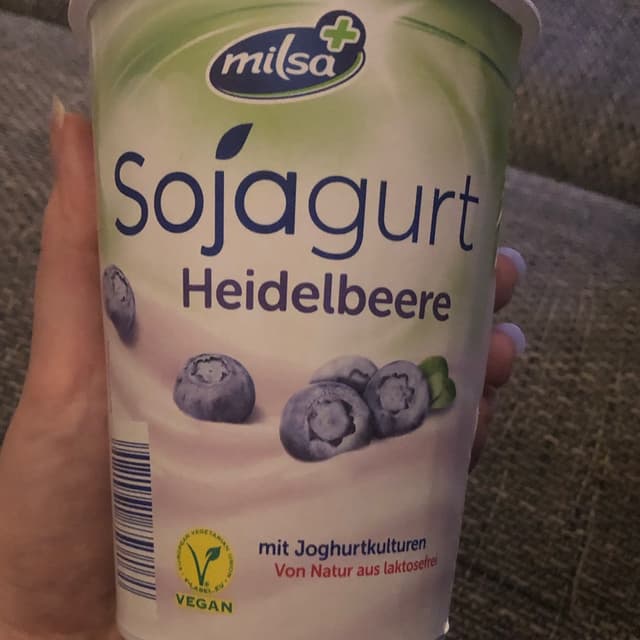 milsa
Sojagurt
Heidelbeere
mit Joghurtkulturen
Von Natur aus laktosefrei
VEGAN